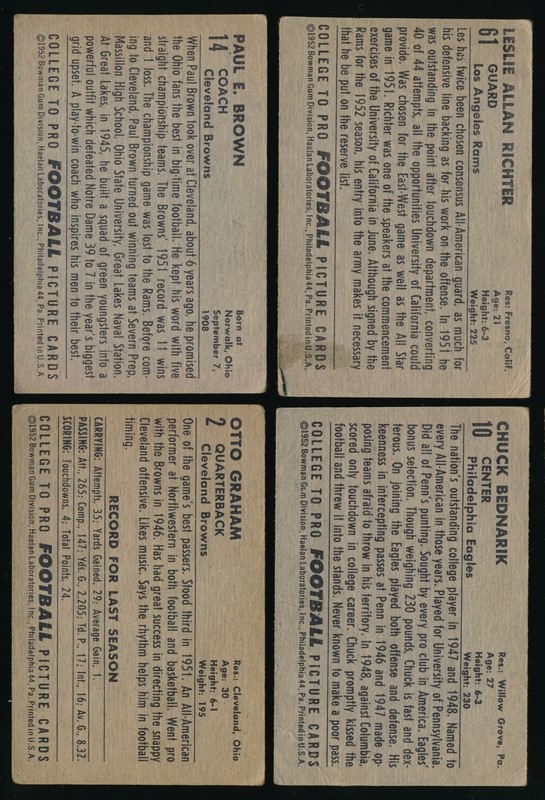 PAUL E. BROWN
14
COACH
Cleveland Browns
Born at
Norwalk, Ohio
September 7,
1908
When Paul Brown took over at Cleveland, about 6 years ago, he promised
the Ohio fans the best in big-time football. He kept his word with five
straight championship teams. The Browns' 1951 record was 11 wins
and 1 loss. The championship game was lost to the Rams. Before com-
ing to Cleveland, Paul Brown turned out winning teams at Severn Prep,
Massillon High School, Ohio State University, Great Lakes Naval Station.
At Great Lakes, in 1945, he built a squad of green youngsters into a
powerful outfit which defeated Notre Dame 39 to 7 in the year's biggest
grid upset. A play-to-win coach who inspires his men to their best.
COLLEGE TO PRO FOOTBALL PICTURE CARDS
©1952 Bowman Gum Division, Haelan Laboratories, Inc., Philadelphia 44, Pa. Printed in U.S.A.
LESLIE ALLAN RICHTER
61
GUARD
Los Angeles Rams
Res: Fresno, Calif.
Age: 21
Height: 6-3
Weight: 225
Les has twice been chosen consensus All-American guard, as much for
his defensive line backing as for his work on the offense. In 1951 he
was outstanding in the point after touchdown department, converting
40 of 44 attempts, all the opportunities University of California could
provide. Was chosen for the East-West game as well as the All Star
game in 1951. Richter was one of the speakers at the commencement
exercises of the University of California in June. Although signed by the
Rams for the 1952 season, his entry into the army makes it necessary
that he be put on the reserve list.
COLLEGE TO PRO FOOTBALL PICTURE CARDS
©1952 Bowman Gum Division, Haelan Laboratories, Inc., Philadelphia 44, Pa. Printed in U.S.A.
OTTO GRAHAM
2
QUARTERBACK
Cleveland Browns
Res: Cleveland, Ohio
Age: 30
Height: 6-1
Weight: 195
One of the game's best passers. Stood third in 1951. An All-American
performer at Northwestern in both football and basketball. Went pro
with the Browns in 1946. Has had great success in directing the snappy
Cleveland offensive. Likes music. Says the rhythm helps him in football
timing.
RECORD FOR LAST SEASON
CARRYING: Attempts, 35; Yards Gained, 29; Average Gain, 1.
PASSING: Att., 265; Comp., 147; Yds. G., 2,205; Td P., 17; Int. 16; Av. G., 8.32.
SCORING: Touchdowns, 4; Total Points, 24.
COLLEGE TO PRO FOOTBALL PICTURE CARDS
©1952 Bowman Gum Division, Haelan Laboratories, Inc., Philadelphia 44, Pa. Printed in U.S.A.
CHUCK BEDNARIK
10
CENTER
Philadelphia Eagles
Res.: Willow Grove, Pa.
Age: 27
Height: 6-3
Weight: 230
The nation's outstanding college player in 1947 and 1948. Named to
every All-American in those years. Played for University of Pennsylvania.
Did all of Penn's punting. Sought by every pro club in America. Eagles'
bonus selection. Though weighing 230 pounds, Chuck is fast and dex-
terous. On joining the Eagles played both offense and defense. His
keenness in intercepting passes at Penn in 1946 and 1947 made op-
posing teams afraid to throw in his territory. In 1948, against Columbia,
scored only touchdown in college career. Chuck promptly kissed the
football and threw it into the stands. Never known to make a poor pass.
COLLEGE TO PRO FOOTBALL PICTURE CARDS
©1952 Bowman Gum Division, Haelan Laboratories, Inc., Philadelphia 44, Pa. Printed in U.S.A.